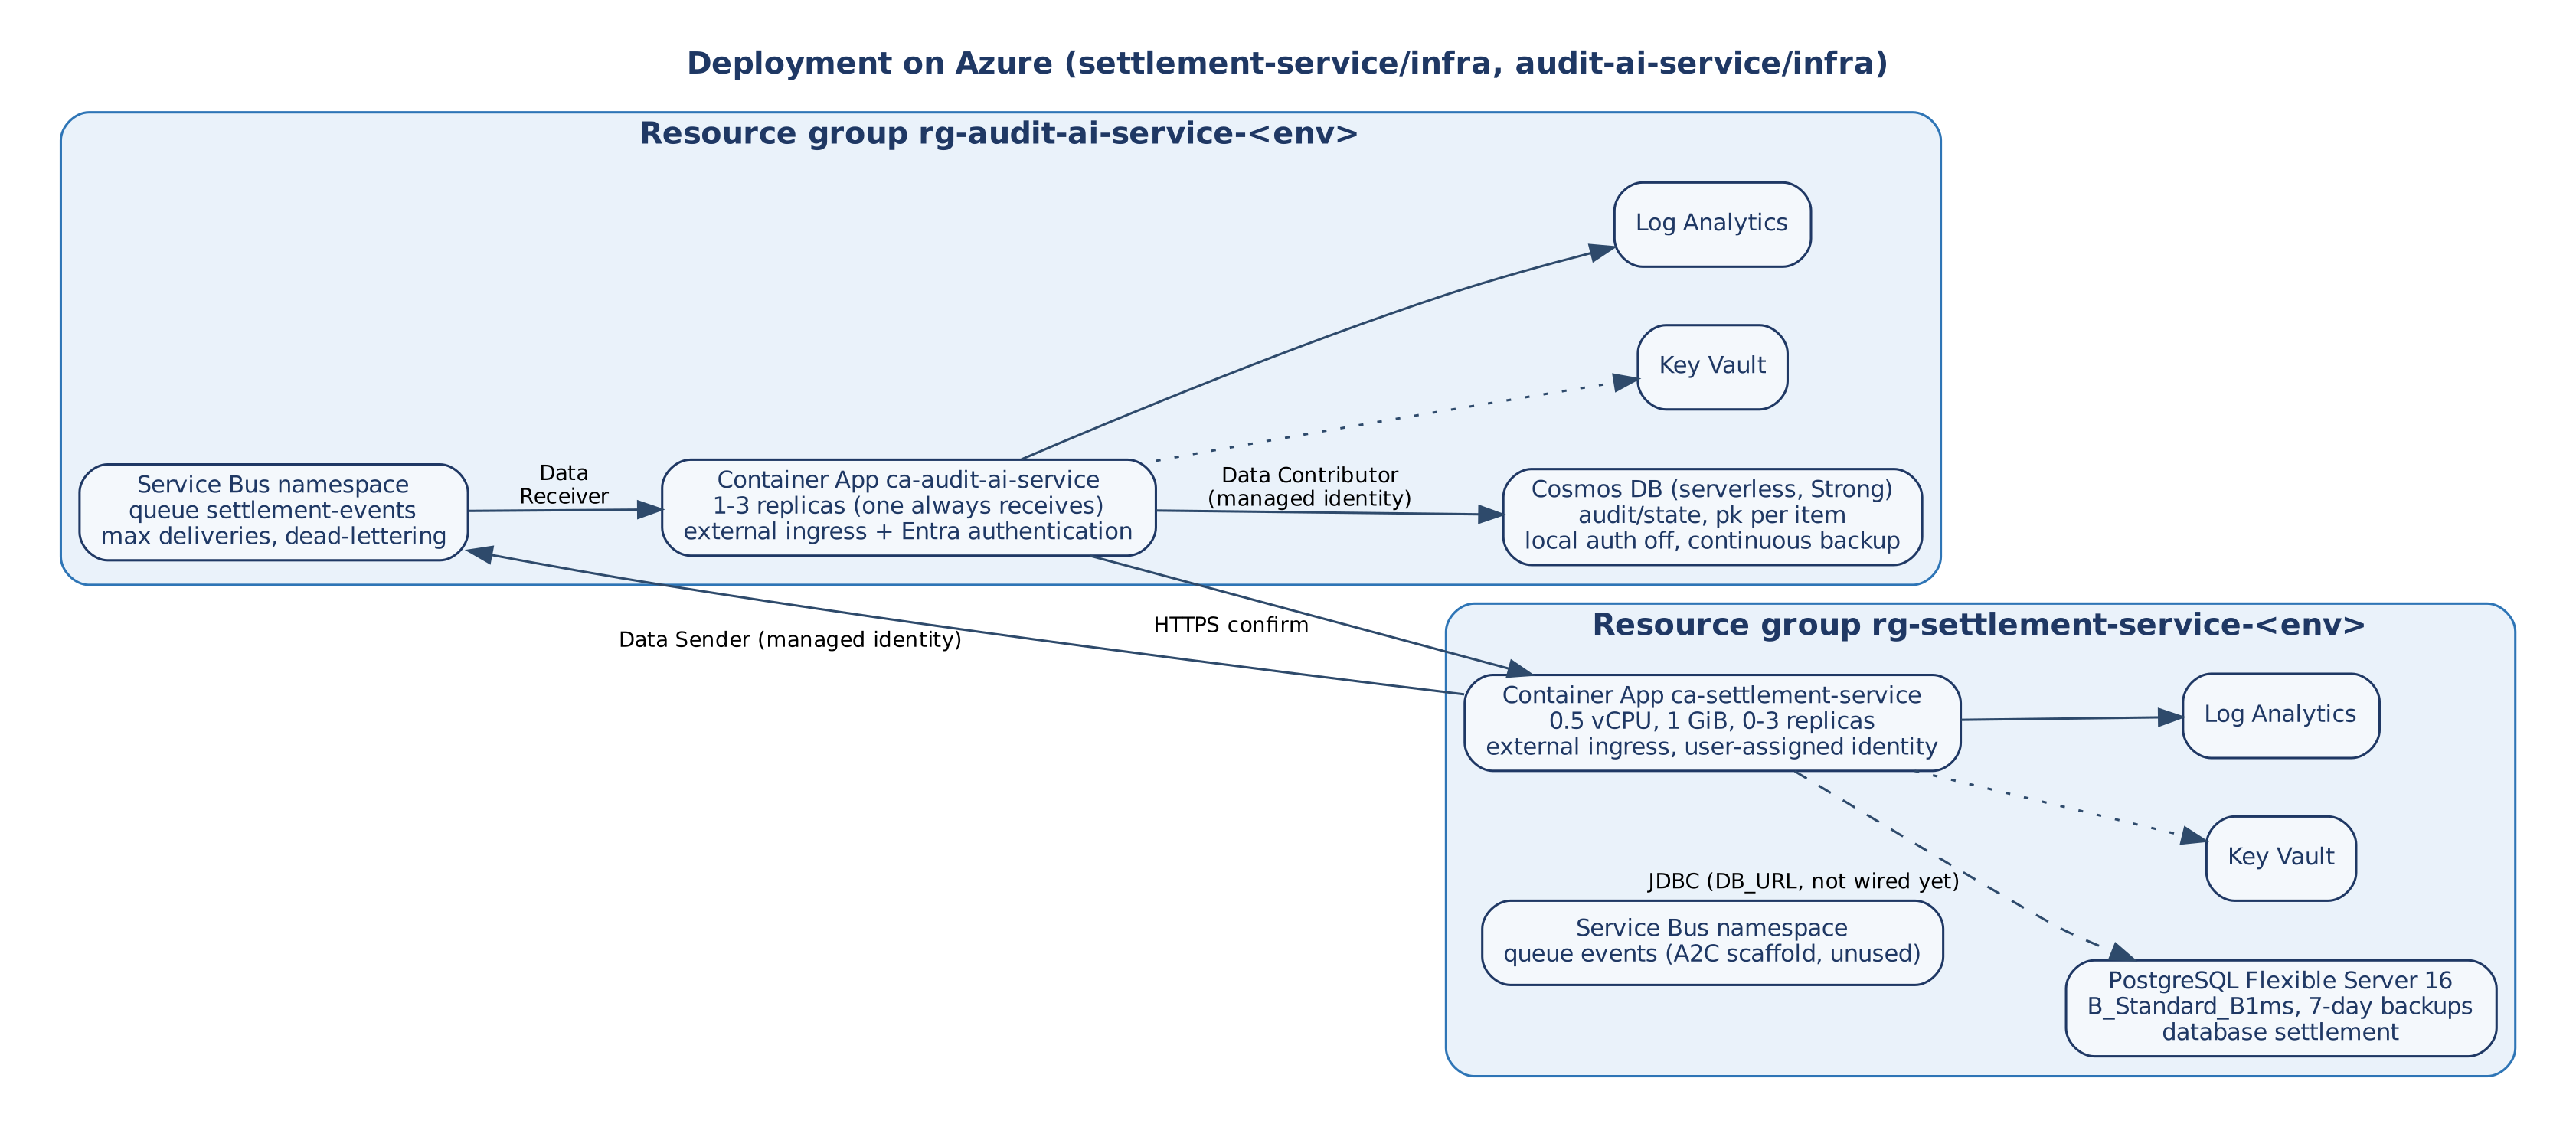 Deployment on Azure (settlement-service/infra, audit-ai-service/infra)
Resource group rg-audit-ai-service-<env>
Log Analytics
Key Vault
Service Bus namespace
queue settlement-events
max deliveries, dead-lettering
Data
Receiver
Container App ca-audit-ai-service
1-3 replicas (one always receives)
external ingress + Entra authentication
Data Contributor
(managed identity)
Cosmos DB (serverless, Strong)
audit/state, pk per item
local auth off, continuous backup
Data Sender (managed identity)
HTTPS confirm
Resource group rg-settlement-service-<env>
Container App ca-settlement-service
0.5 vCPU, 1 GiB, 0-3 replicas
external ingress, user-assigned identity
Log Analytics
Key Vault
JDBC (DB_URL, not wired yet)
Service Bus namespace
queue events (A2C scaffold, unused)
PostgreSQL Flexible Server 16
B_Standard_B1ms, 7-day backups
database settlement